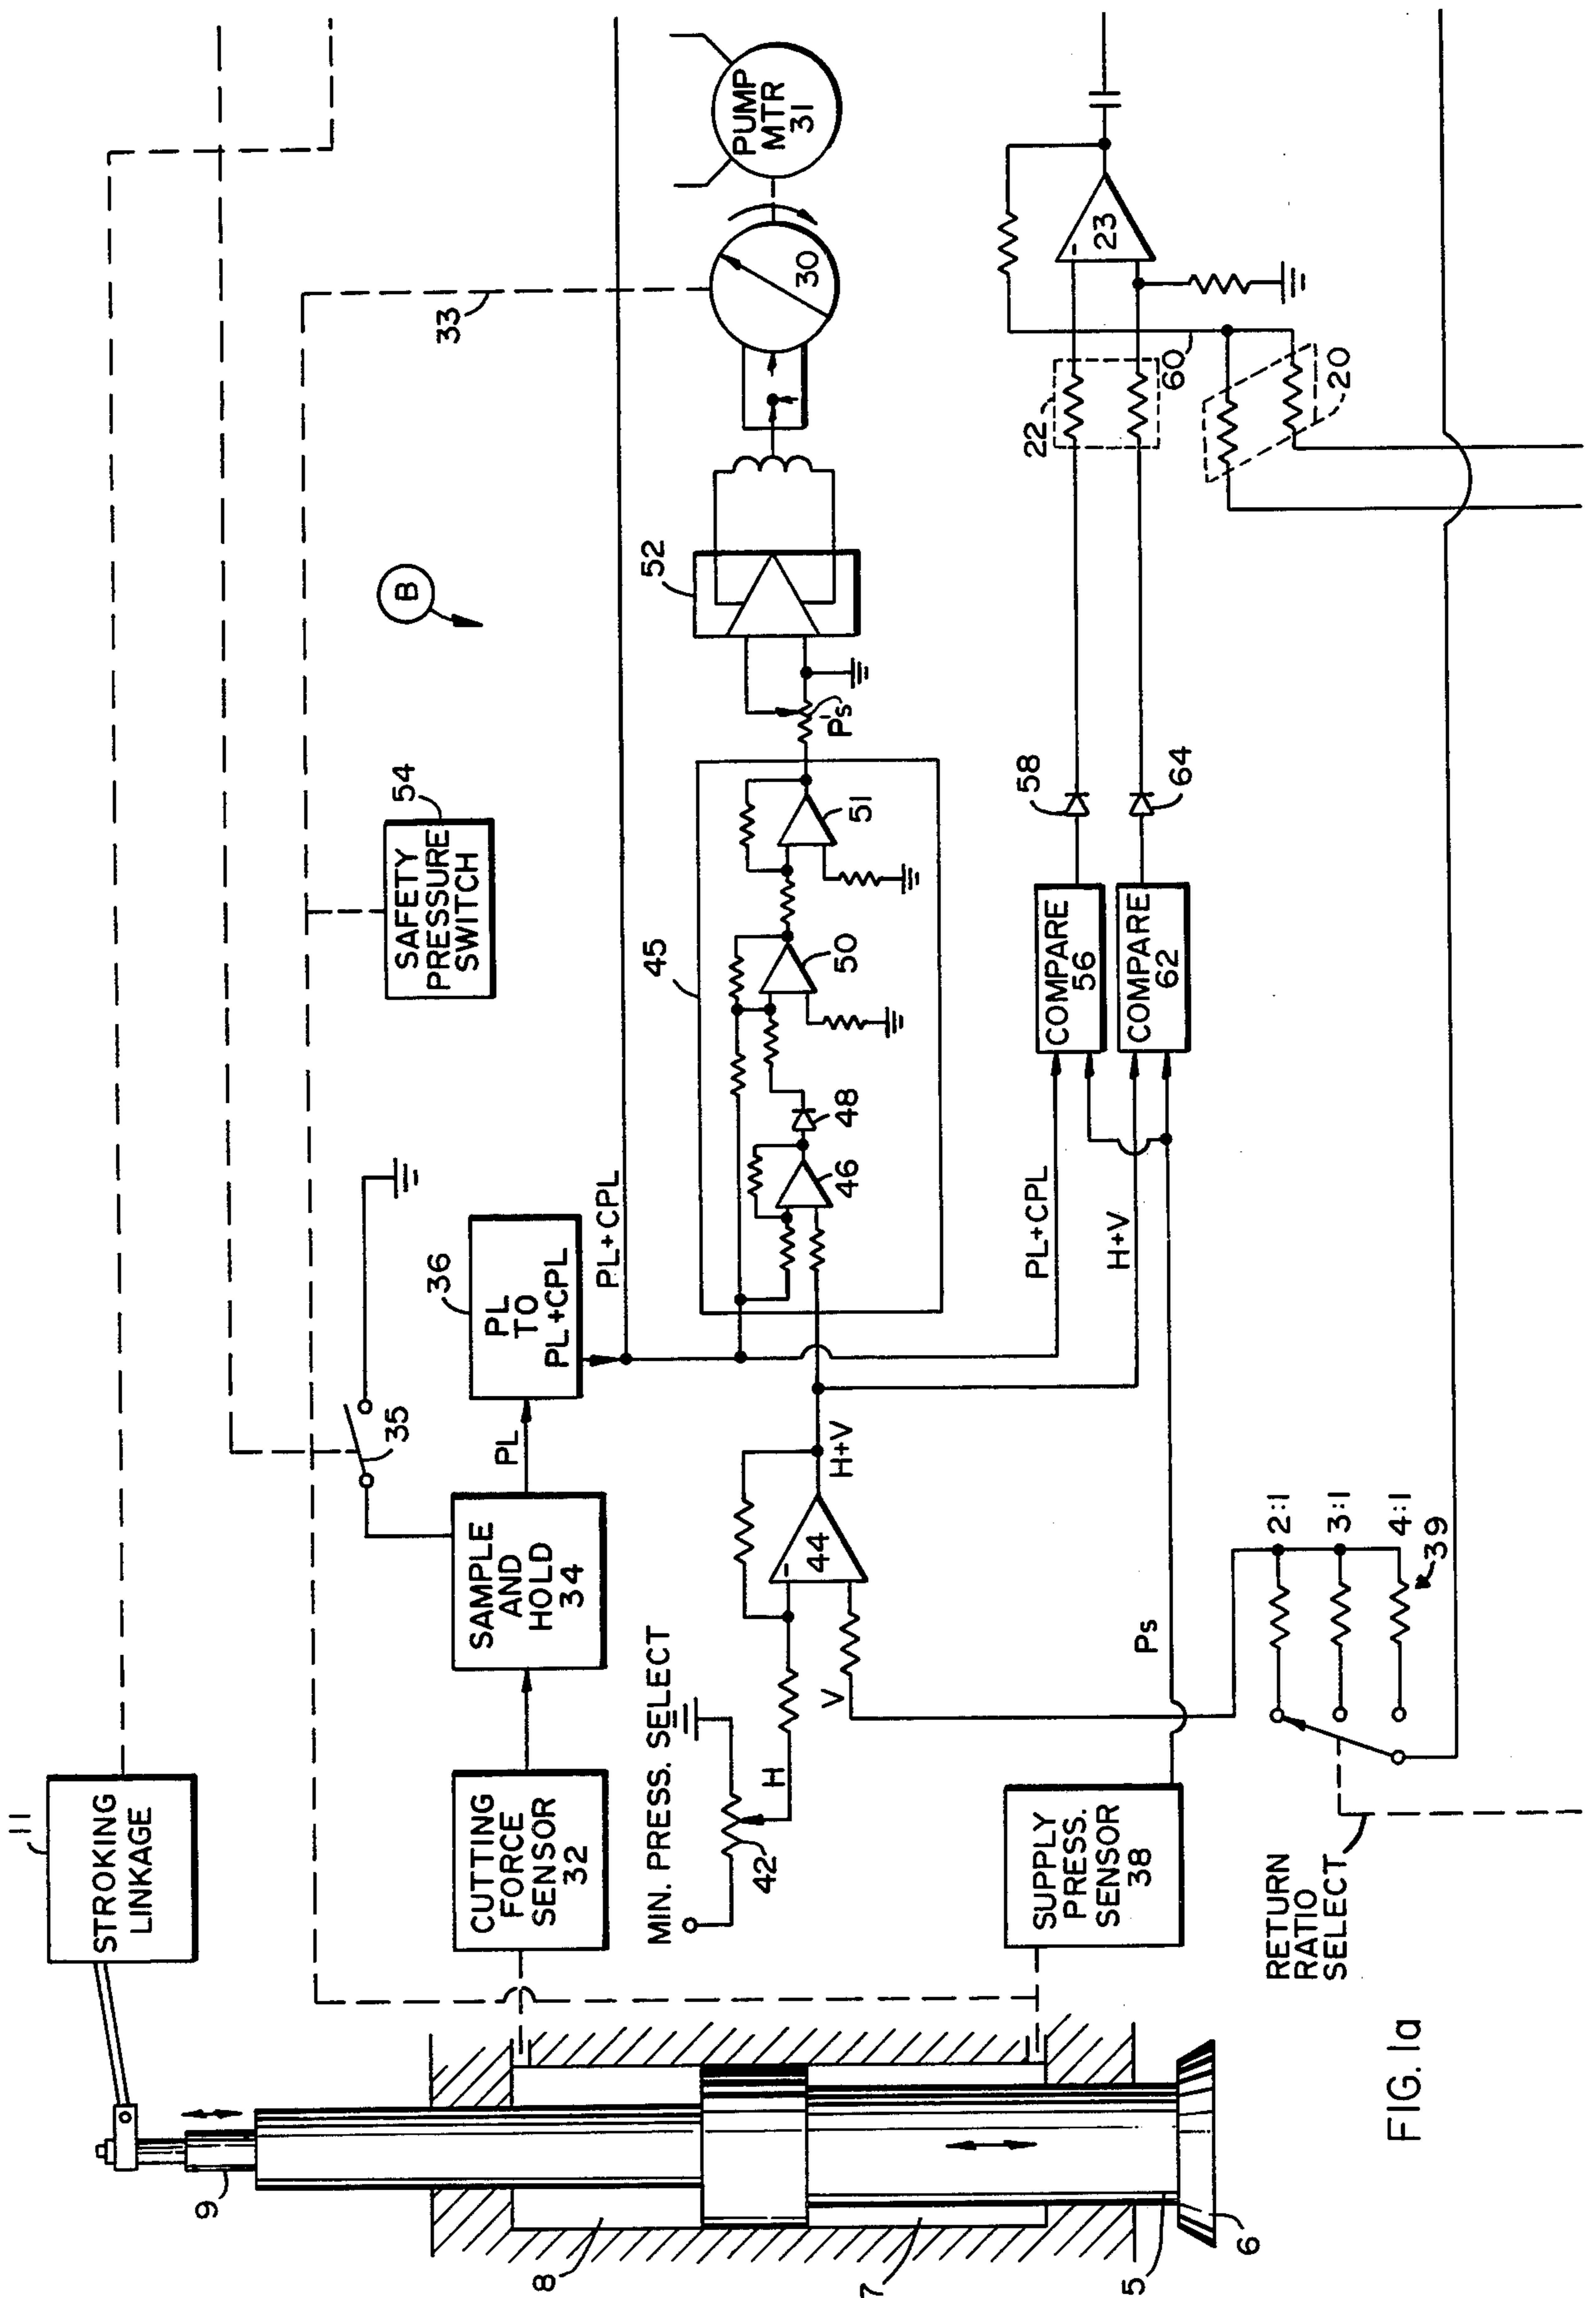 11
STROKING
LINKAGE
9
8
7
5
6
CUTTING
FORCE
SENSOR
32
SAMPLE
AND
HOLD
34
35
PL
36
PL
TO
PL+CPL
PL+CPL
SAFETY
PRESSURE
SWITCH
54
B
33
MIN. PRESS. SELECT
42
H
V
-
44
H+V
45
46
48
50
51
P's
52
30
PUMP
MTR
31
SUPPLY
PRESS.
SENSOR
38
Ps
PL+CPL
H+V
COMPARE
56
COMPARE
62
58
64
22
60
20
-
23
RETURN
RATIO
SELECT
2:1
3:1
4:1
39
FIG. 1a